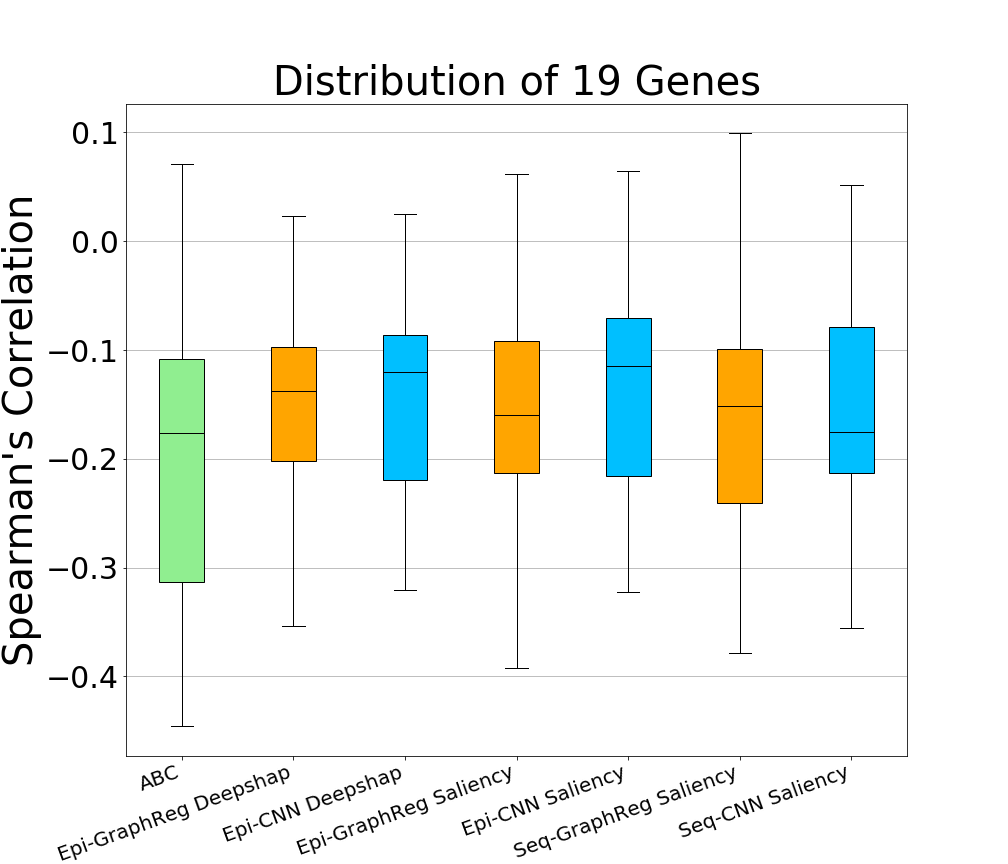 Distribution of 19 Genes
Spearman's Correlation
0.1
0.0
−0.1
−0.2
−0.3
−0.4
ABC
Epi-GraphReg Deepshap
Epi-CNN Deepshap
Epi-GraphReg Saliency
Epi-CNN Saliency
Seq-GraphReg Saliency
Seq-CNN Saliency